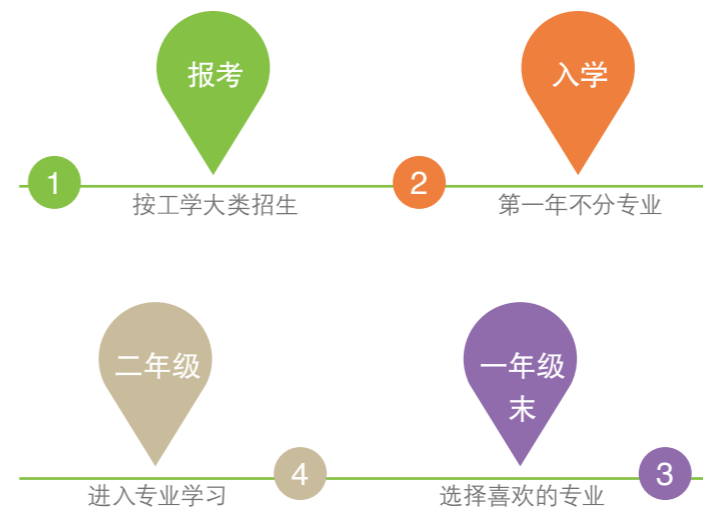 报考
入学
1
2
按工学大类招生
第一年不分专业
二年级
一年级
末
4
3
进入专业学习
选择喜欢的专业